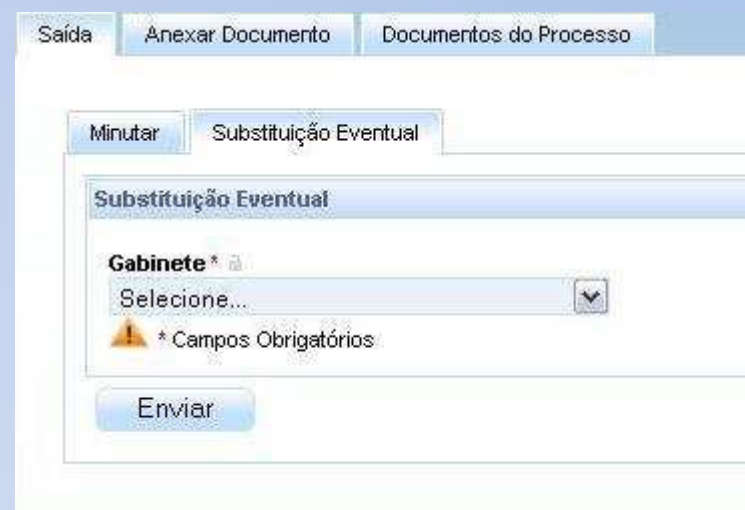 Saída Anexar Documento Documentos do Processo
Minutar Substituição Eventual
Substituição Eventual
Gabinete *
Selecione...
* Campos Obrigatórios
Enviar